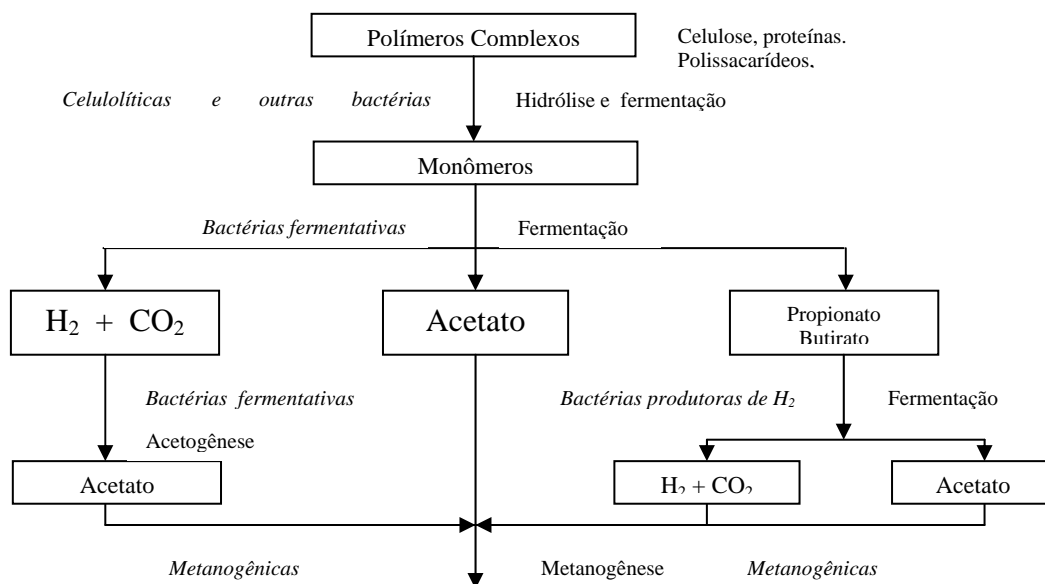 Polímeros Complexos
Celulose, proteínas.
Polissacarídeos,
Celulolíticas e outras bactérias
Hidrólise e fermentação
Monômeros
Bactérias fermentativas
Fermentação
H₂ + CO₂
Acetato
Propionato
Butirato
Bactérias fermentativas
Acetogênese
Bactérias produtoras de H₂
Fermentação
Acetato
H₂ + CO₂
Acetato
Metanogênicas
Metanogênese
Metanogênicas